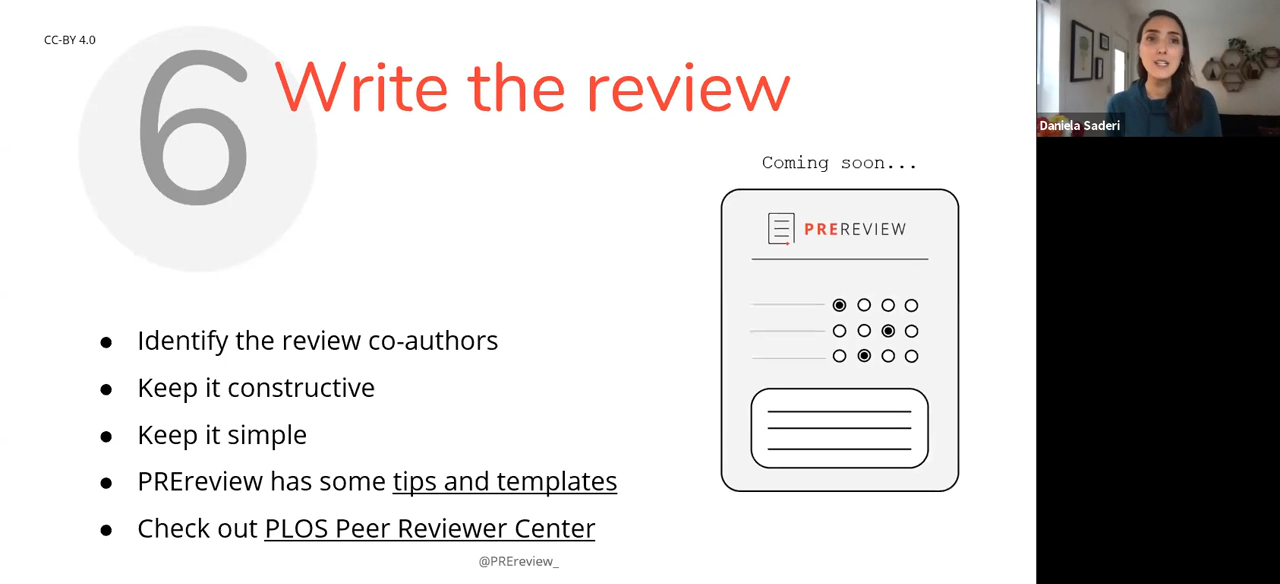 CC-BY 4.0
6
Write the review
Coming soon...
PREREVIEW
● Identify the review co-authors
● Keep it constructive
● Keep it simple
● PREreview has some tips and templates
● Check out PLOS Peer Reviewer Center
@PREreview_
Daniela Saderi